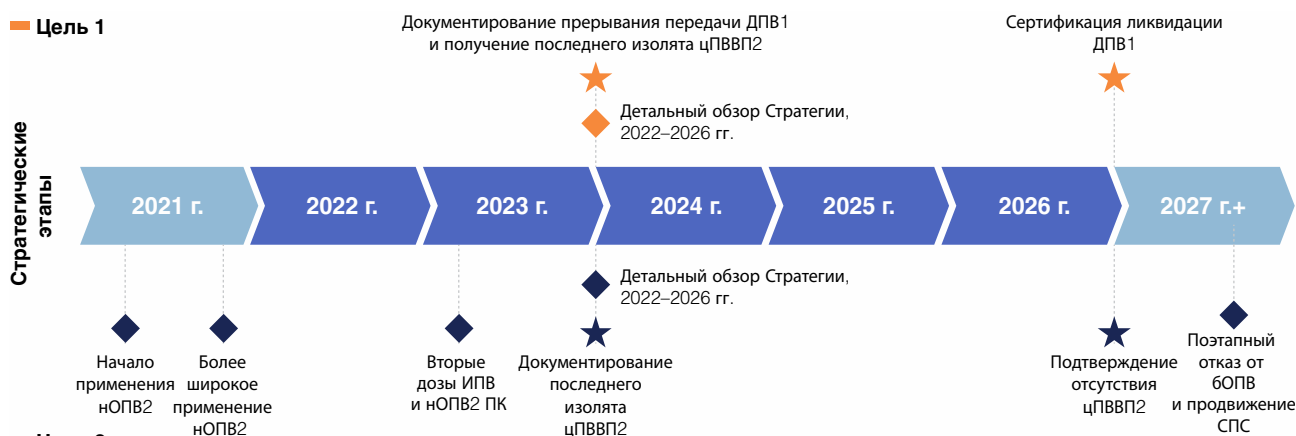 Цель 1
Документирование прерывания передачи ДПВ1
и получение последнего изолята цПВВП2
Сертификация ликвидации
ДПВ1
Детальный обзор Стратегии,
2022–2026 гг.
Стратегические
этапы
2021 г.
2022 г.
2023 г.
2024 г.
2025 г.
2026 г.
2027 г.+
Детальный обзор Стратегии,
2022–2026 гг.
Начало
применения
нОПВ2
Более
широкое
применение
нОПВ2
Вторые
дозы ИПВ
и нОПВ2 ПК
Документирование
последнего
изолята
цПВВП2
Подтверждение
отсутствия
цПВВП2
Поэтапный
отказ от
бОПВ
и продвижение
СПС